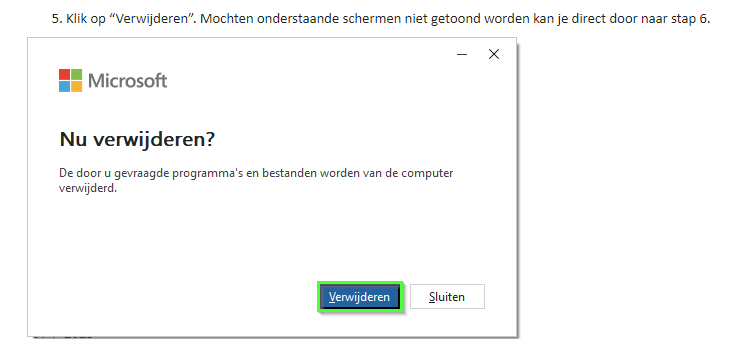 5. Klik op “Verwijderen”. Mochten onderstaande schermen niet getoond worden kan je direct door naar stap 6.
Microsoft
Nu verwijderen?
De door u gevraagde programma's en bestanden worden van de computer
verwijderd.
Verwijderen Sluiten